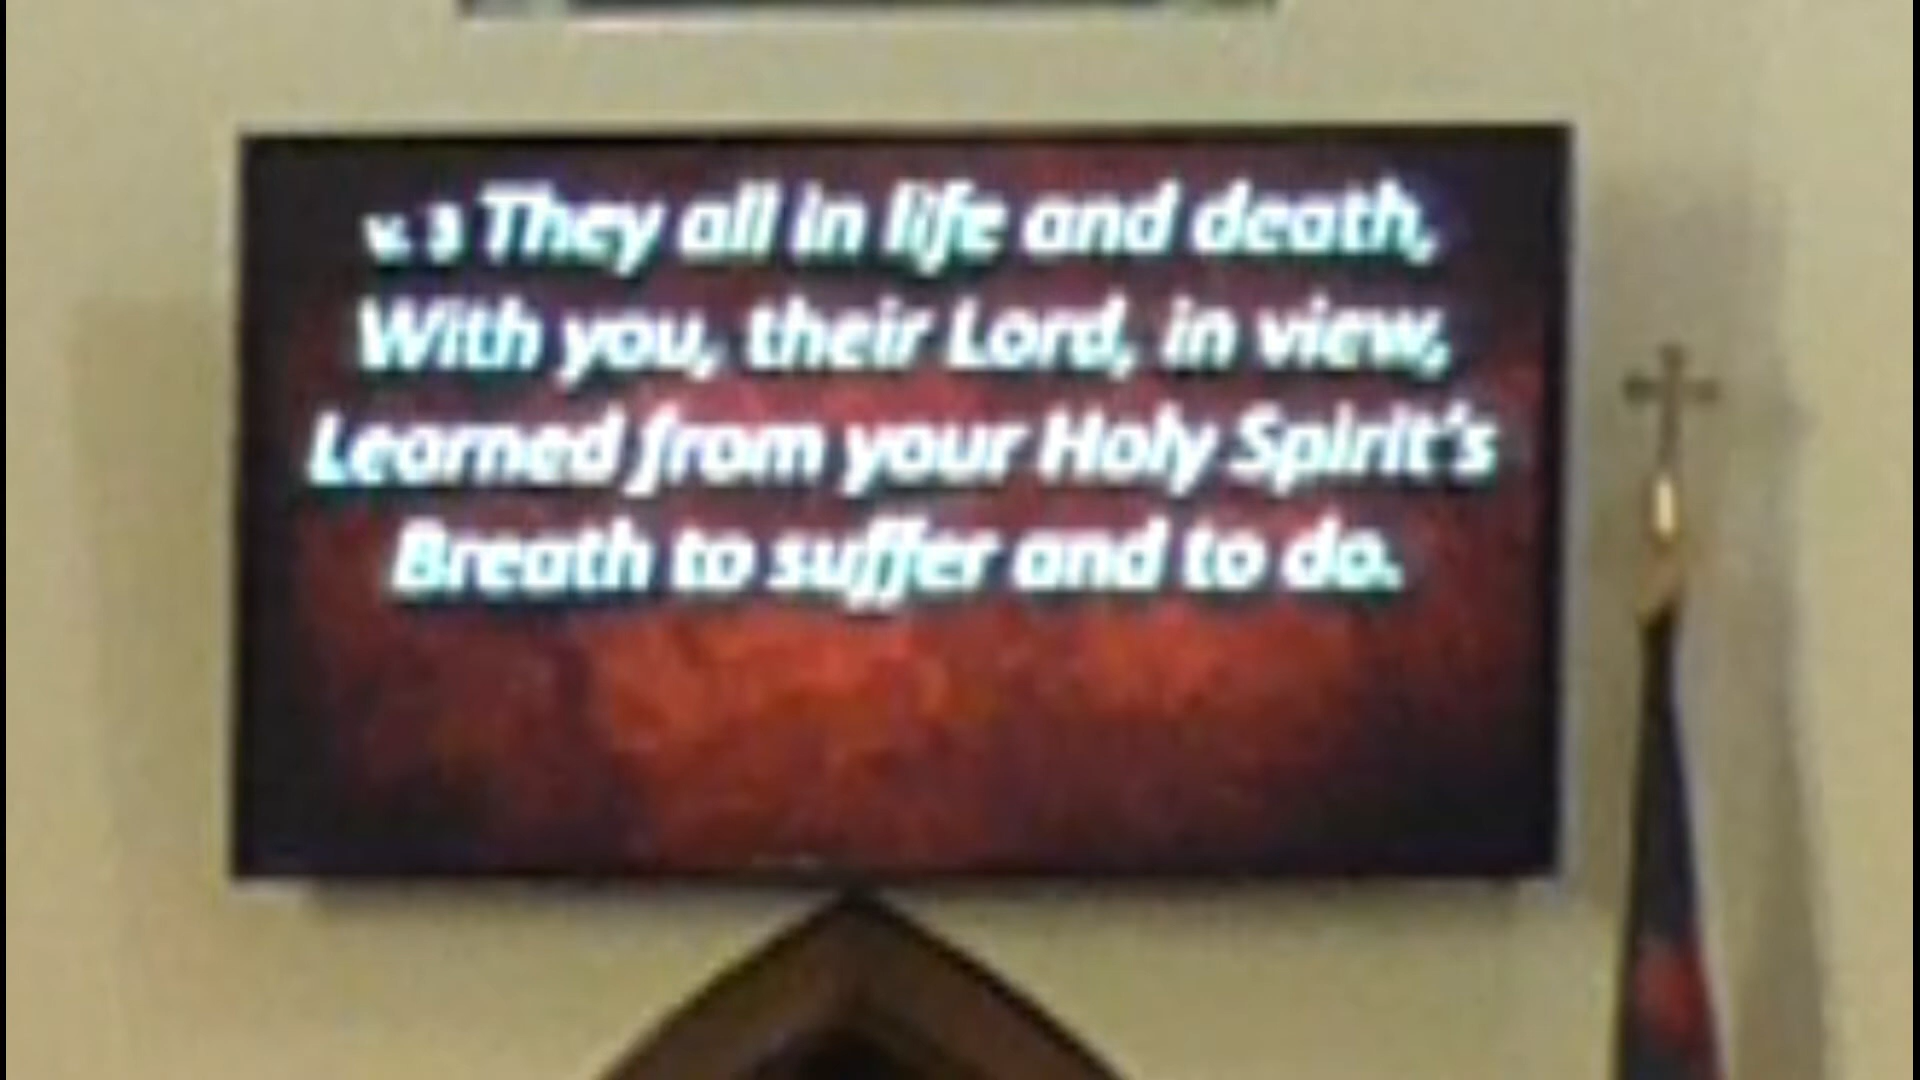 v. 3 They all in life and death,
With you, their Lord, in view,
Learned from your Holy Spirit's
Breath to suffer and to do.